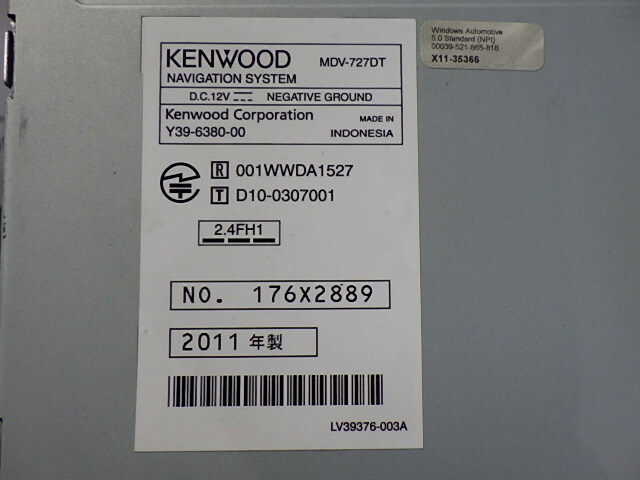 KENWOOD MDV-727DT
NAVIGATION SYSTEM
D.C.12V NEGATIVE GROUND
Kenwood Corporation MADE IN
Y39-6380-00 INDONESIA
R 001WWDA1527
T D10-0307001
2.4FH1
NO. 176X2889
2011 年製
LV39376-003A
Windows Automotive
5.0 Standard (NPI)
00039-521-865-818
X11-35366